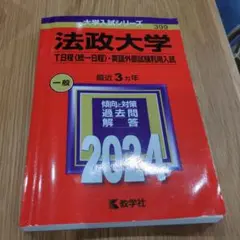 大学入試シリーズ
399
法政大学
T日程〈統一日程〉・英語外部試験利用入試
一般
最近3カ年
傾向と対策
過去問
解答
2024
教学社